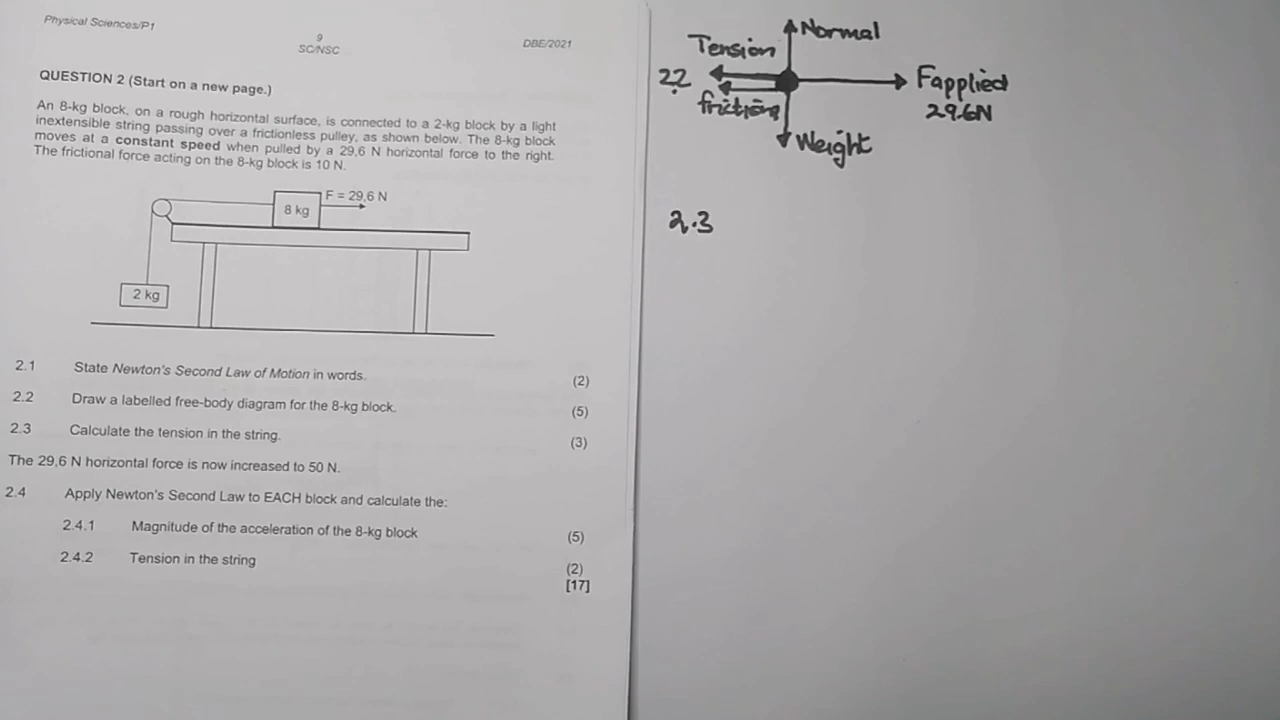 Physical Sciences/P1
9
SC/NSC
DBE/2021
QUESTION 2 (Start on a new page.)
An 8-kg block, on a rough horizontal surface, is connected to a 2-kg block by a light
inextensible string passing over a frictionless pulley, as shown below. The 8-kg block
moves at a constant speed when pulled by a 29,6 N horizontal force to the right.
The frictional force acting on the 8-kg block is 10 N.
F = 29,6 N
8 kg
2 kg
2.1 State Newton's Second Law of Motion in words. (2)
2.2 Draw a labelled free-body diagram for the 8-kg block. (5)
2.3 Calculate the tension in the string. (3)
The 29,6 N horizontal force is now increased to 50 N.
2.4 Apply Newton's Second Law to EACH block and calculate the:
2.4.1 Magnitude of the acceleration of the 8-kg block (5)
2.4.2 Tension in the string (2)
[17]
Normal
Tension
2.2
Fapplied
friction
29.6N
Weight
2.3